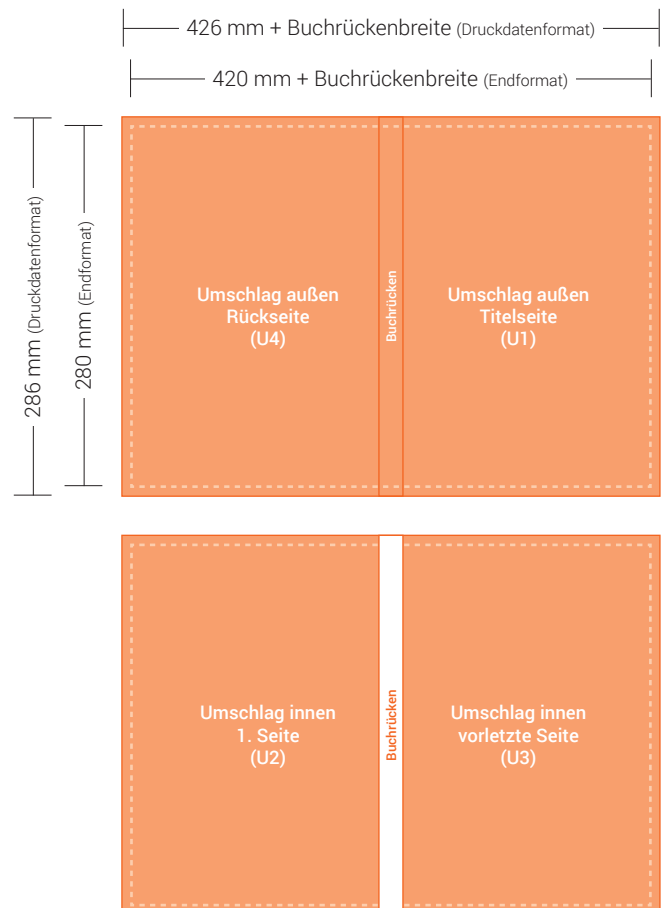 426 mm + Buchrückenbreite (Druckdatenformat)
420 mm + Buchrückenbreite (Endformat)
286 mm (Druckdatenformat)
280 mm (Endformat)
Umschlag außen
Rückseite
(U4)
Buchrücken
Umschlag außen
Titelseite
(U1)
Umschlag innen
1. Seite
(U2)
Buchrücken
Umschlag innen
vorletzte Seite
(U3)